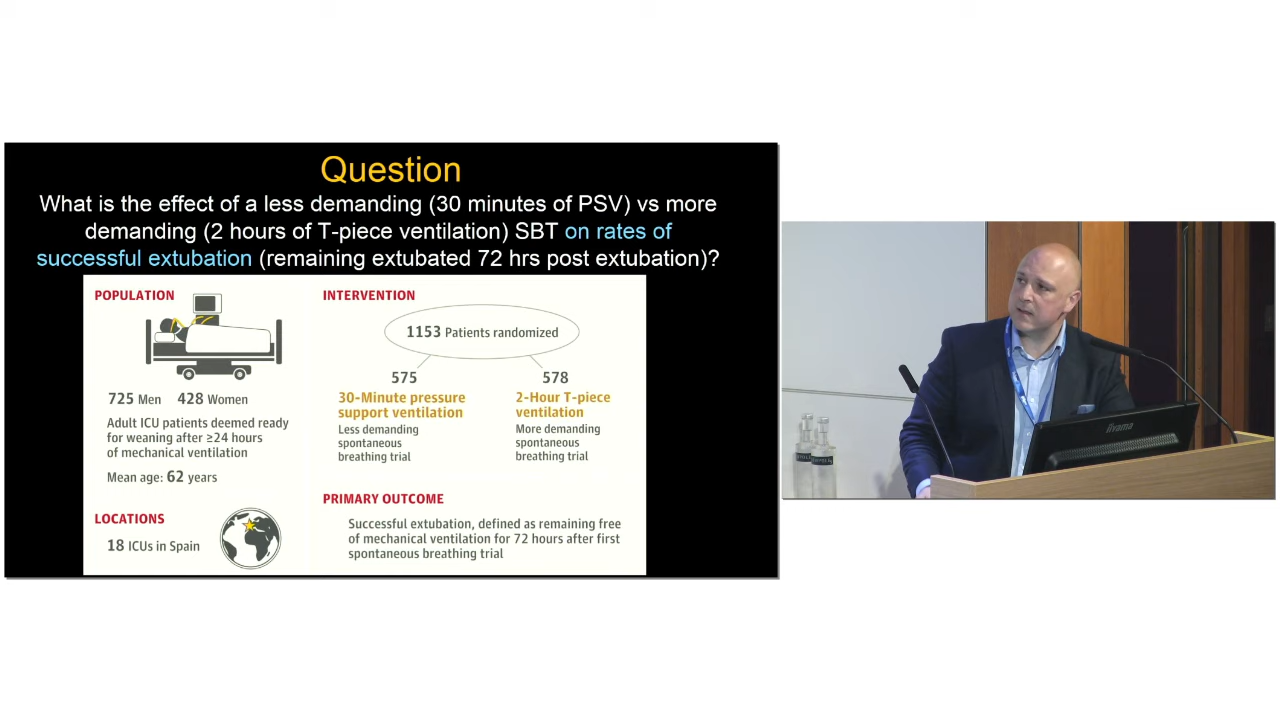 Question
What is the effect of a less demanding (30 minutes of PSV) vs more
demanding (2 hours of T-piece ventilation) SBT on rates of
successful extubation (remaining extubated 72 hrs post extubation)?
POPULATION
725 Men 428 Women
Adult ICU patients deemed ready
for weaning after ≥24 hours
of mechanical ventilation
Mean age: 62 years
LOCATIONS
18 ICUs in Spain
INTERVENTION
1153 Patients randomized
575
30-Minute pressure
support ventilation
Less demanding
spontaneous
breathing trial
578
2-Hour T-piece
ventilation
More demanding
spontaneous
breathing trial
PRIMARY OUTCOME
Successful extubation, defined as remaining free
of mechanical ventilation for 72 hours after first
spontaneous breathing trial
iiyama